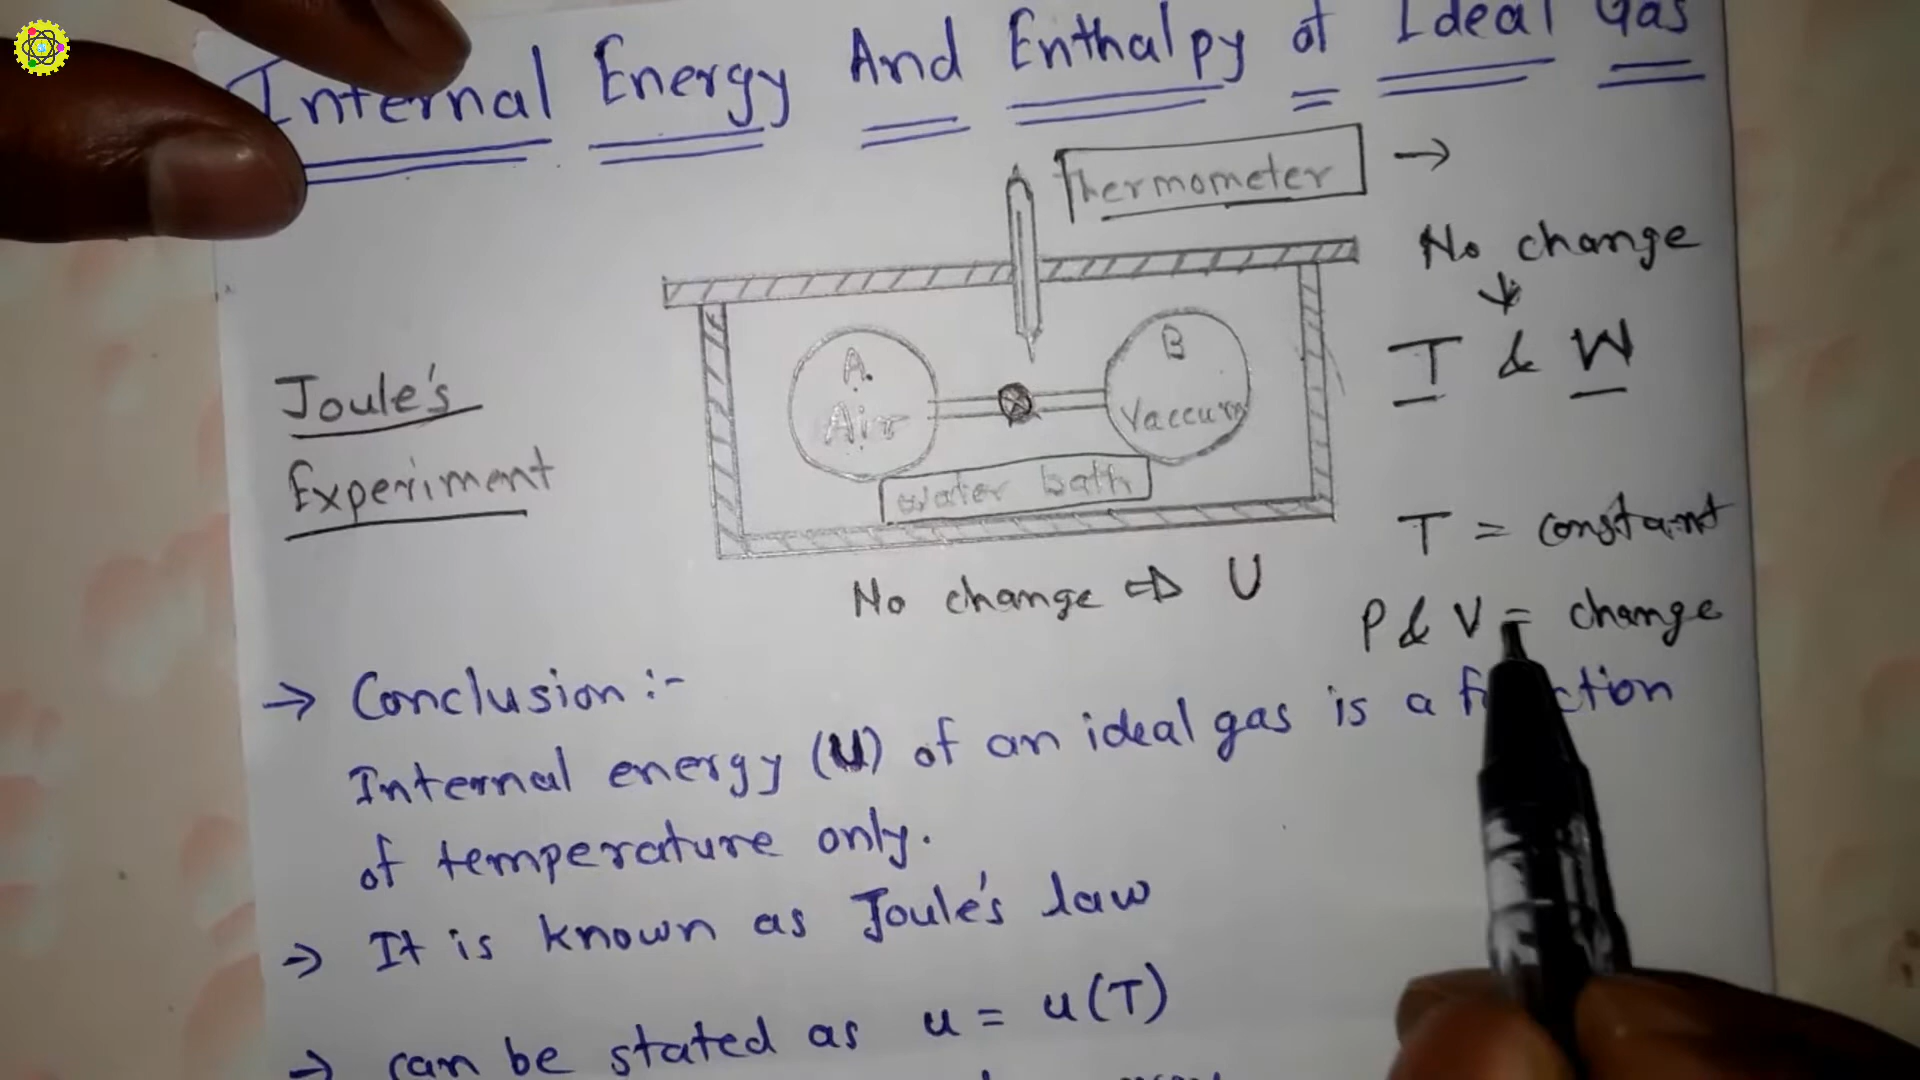 Internal Energy And Enthalpy of Ideal Gas
Thermometer →
No change
T & W
A
Air
B
Vaccum
water bath
Joule's
Experiment
T = constant
P & V = change
No change ⇒ U
→ Conclusion :-
Internal energy (U) of an ideal gas is a function
of temperature only.
→ It is known as Joule's law
→ can be stated as u = u(T)